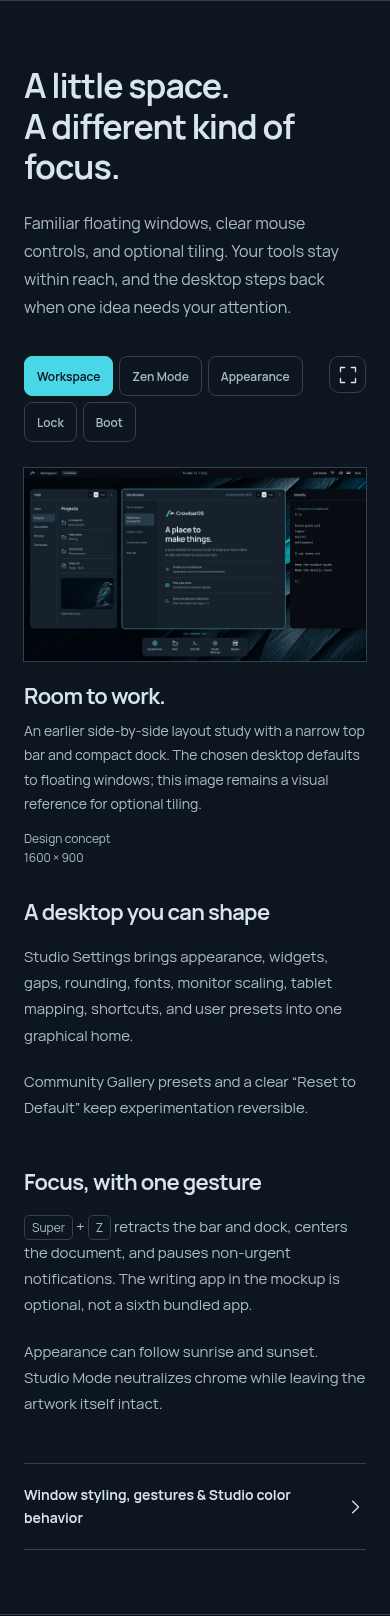 A little space.
A different kind of
focus.
Familiar floating windows, clear mouse
controls, and optional tiling. Your tools stay
within reach, and the desktop steps back
when one idea needs your attention.
Workspace Zen Mode Appearance
Lock Boot
Projects
CrowbarOS
A place to
make things.
Room to work.
An earlier side-by-side layout study with a narrow top
bar and compact dock. The chosen desktop defaults
to floating windows; this image remains a visual
reference for optional tiling.
Design concept
1600 × 900
A desktop you can shape
Studio Settings brings appearance, widgets,
gaps, rounding, fonts, monitor scaling, tablet
mapping, shortcuts, and user presets into one
graphical home.
Community Gallery presets and a clear “Reset to
Default” keep experimentation reversible.
Focus, with one gesture
Super + Z retracts the bar and dock, centers
the document, and pauses non-urgent
notifications. The writing app in the mockup is
optional, not a sixth bundled app.
Appearance can follow sunrise and sunset.
Studio Mode neutralizes chrome while leaving the
artwork itself intact.
Window styling, gestures & Studio color
behavior